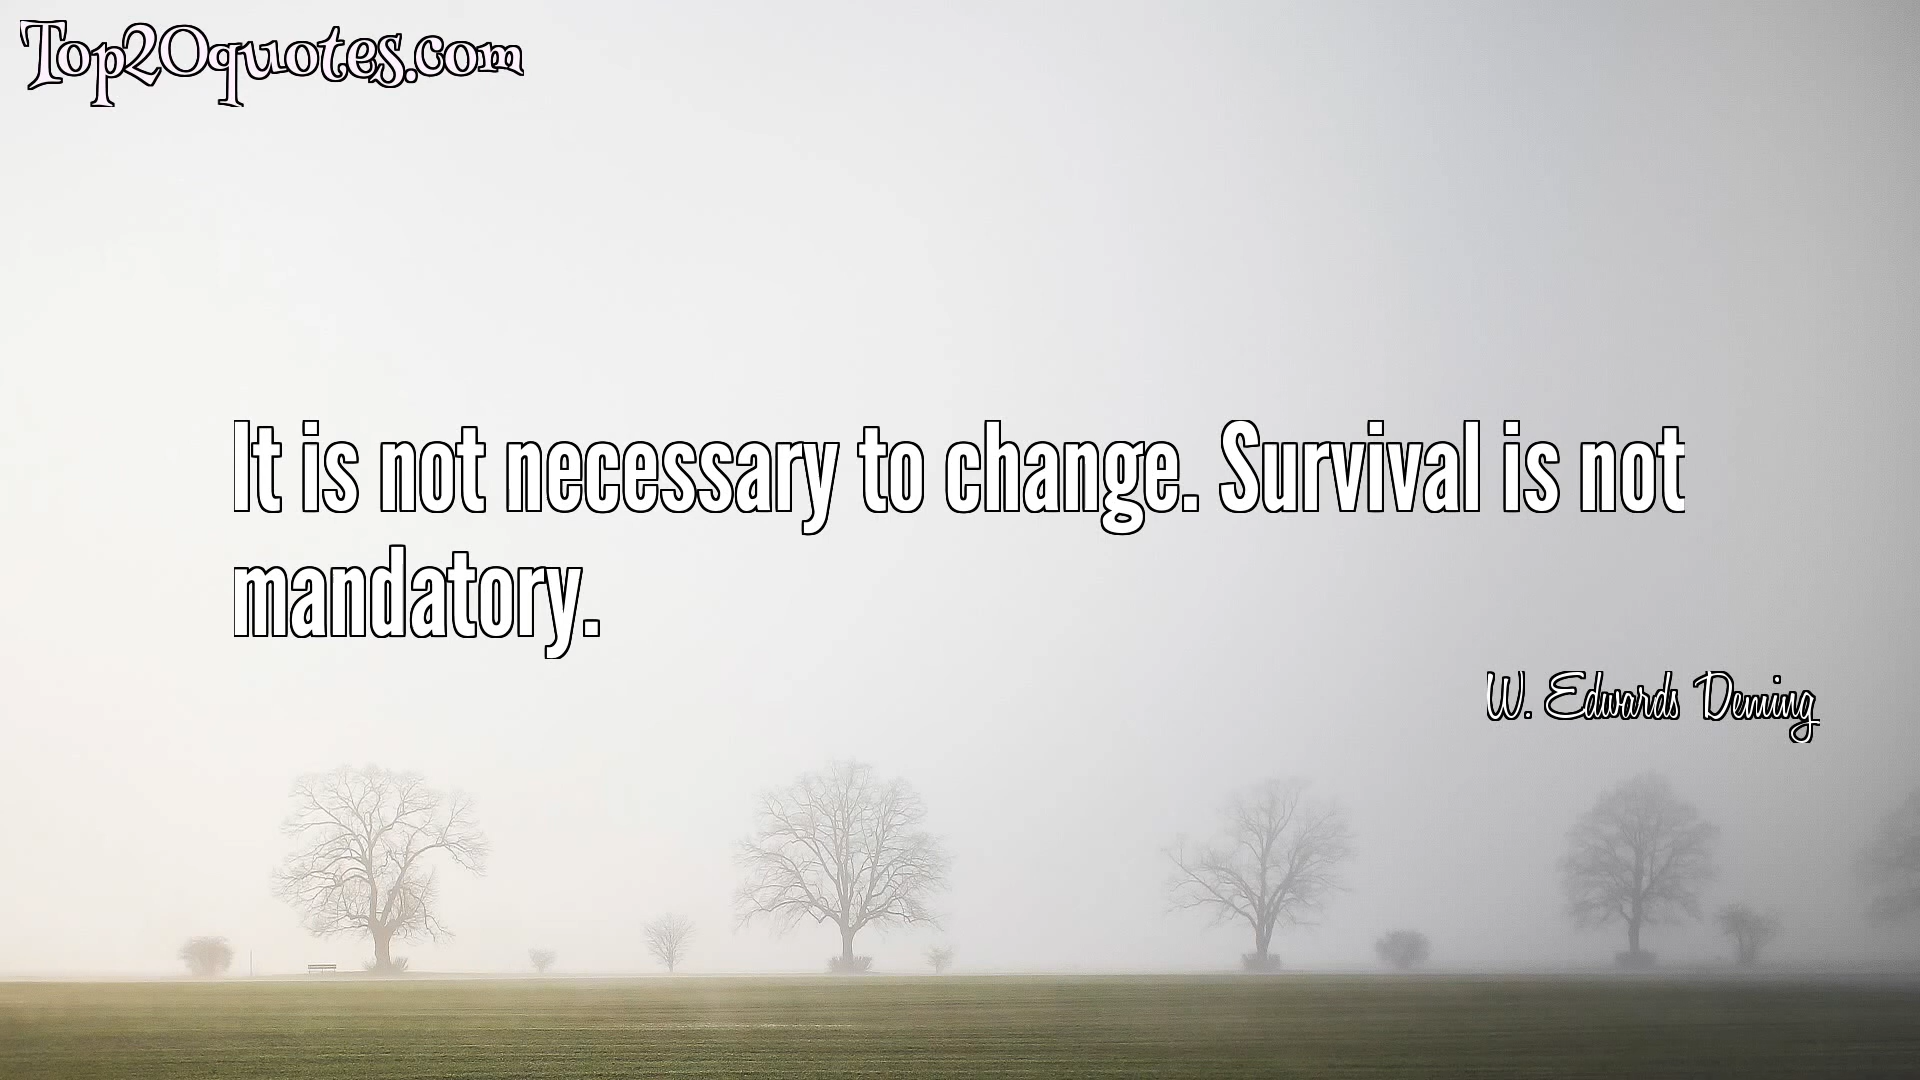 Top20quotes.com
It is not necessary to change. Survival is not
mandatory.
W. Edwards Deming